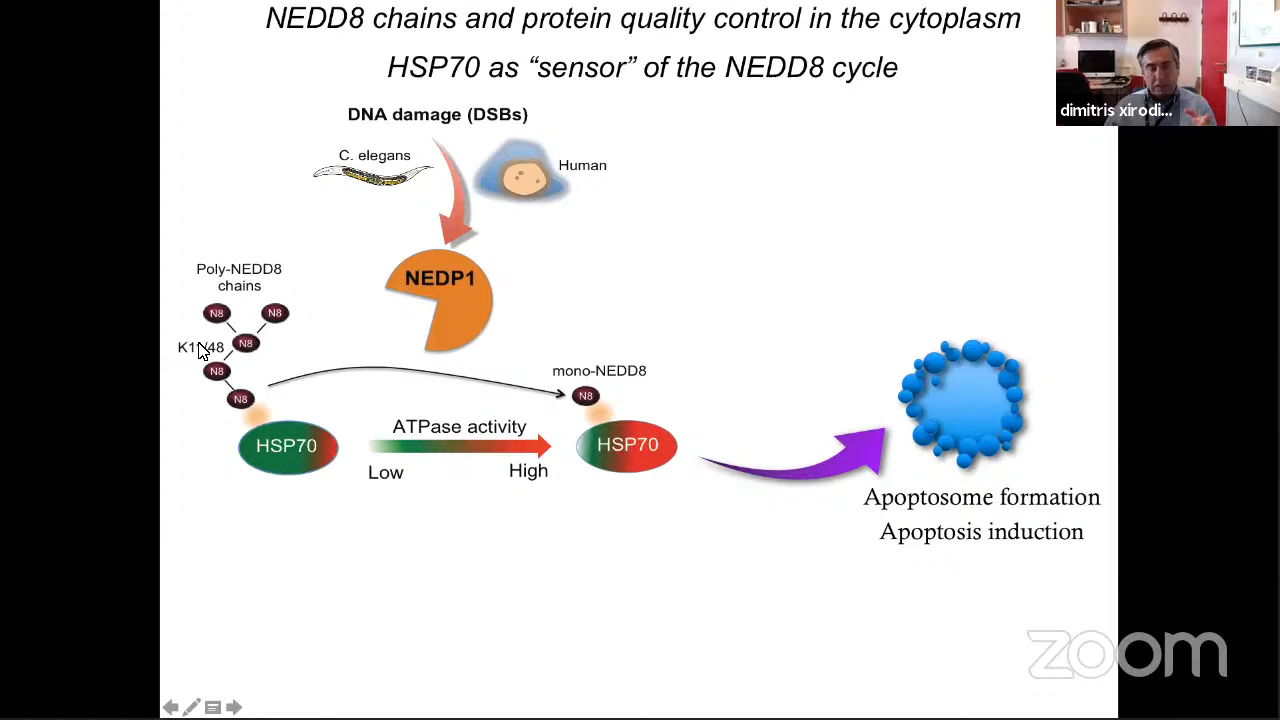 NEDD8 chains and protein quality control in the cytoplasm
HSP70 as “sensor” of the NEDD8 cycle
dimitris xirodi...
DNA damage (DSBs)
C. elegans
Human
NEDP1
Poly-NEDD8
chains
N8
N8
N8
N8
N8
mono-NEDD8
N8
HSP70
ATPase activity
Low
High
HSP70
Apoptosome formation
Apoptosis induction
zoom